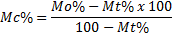 Mc% = Mo% − Mt% x 100
100 − Mt%